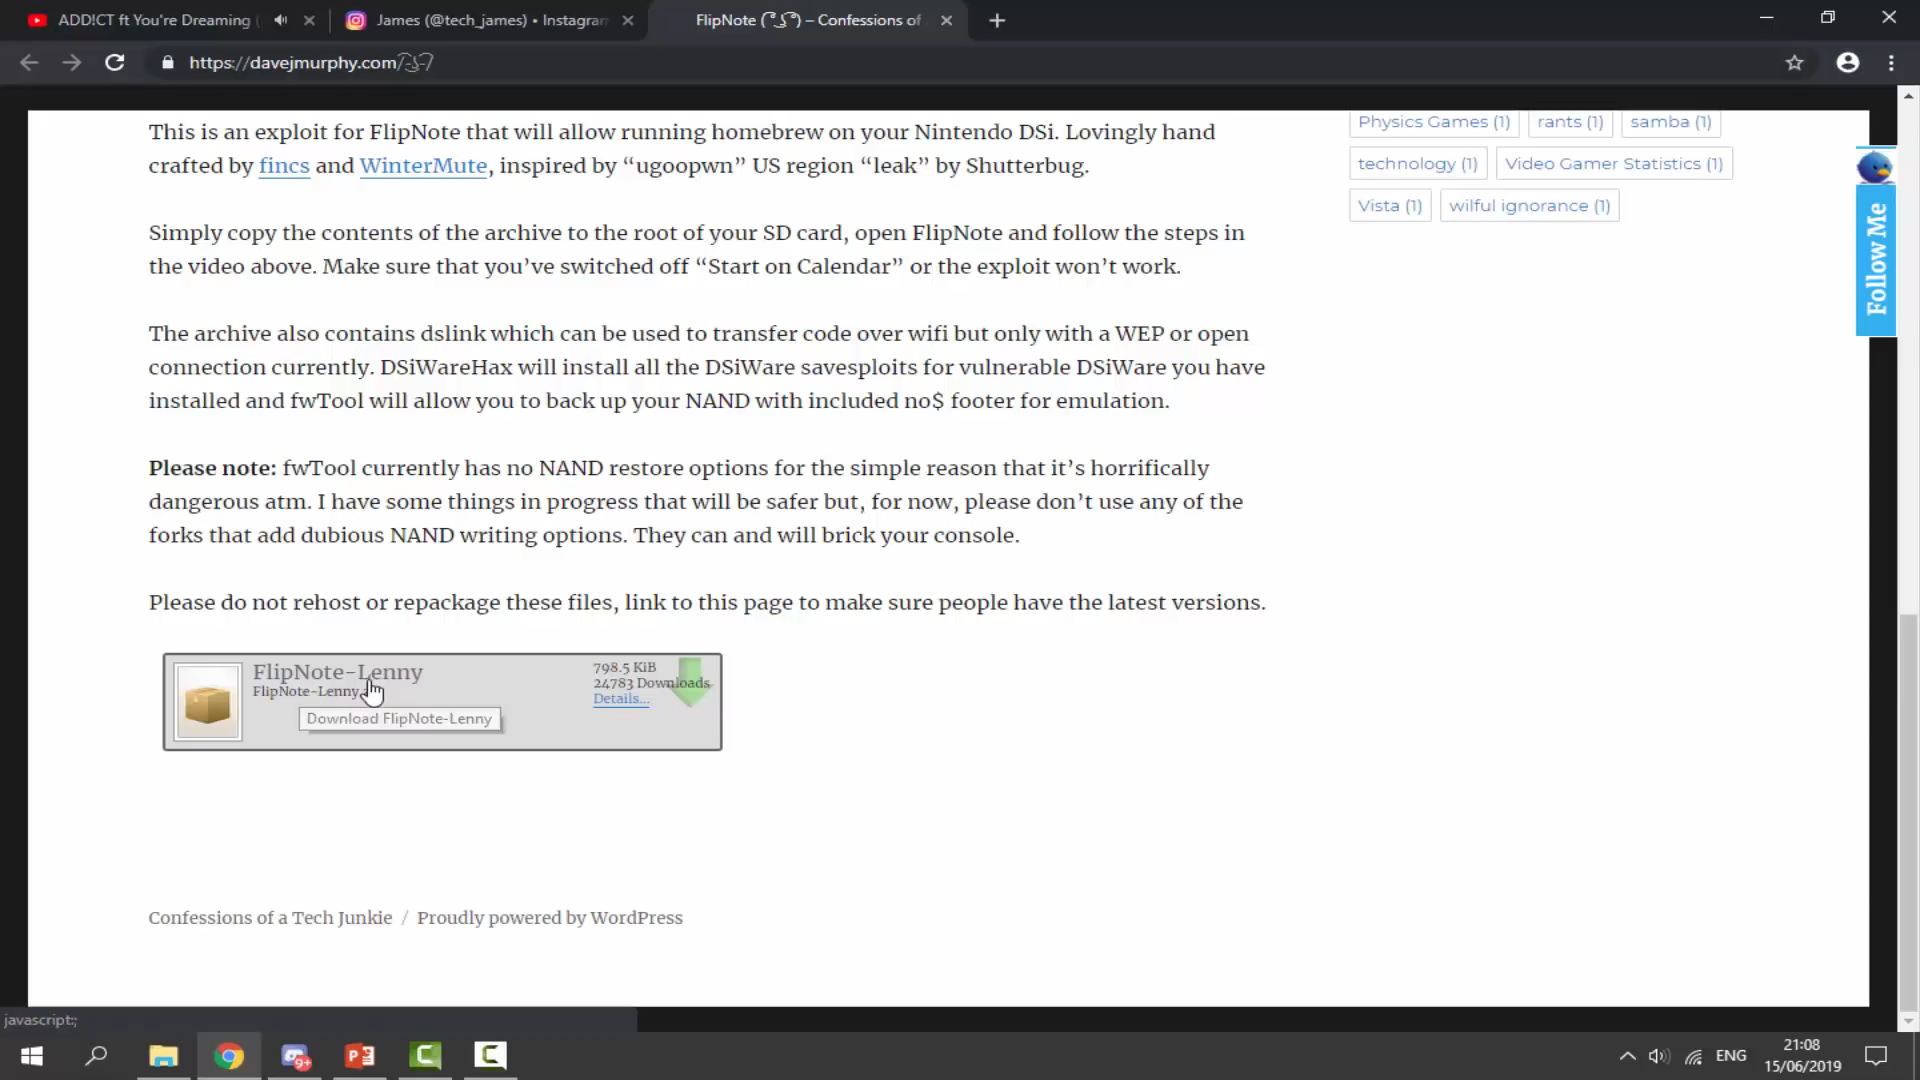 ADD!CT ft You're Dreaming (
James (@tech_james) • Instagram
FlipNote ( ͡° ͜ʖ ͡°) – Confessions of
https://davejmurphy.com/͡-͜ʖ-͡/
This is an exploit for FlipNote that will allow running homebrew on your Nintendo DSi. Lovingly hand
crafted by fincs and WinterMute, inspired by “ugoopwn” US region “leak” by Shutterbug.
Simply copy the contents of the archive to the root of your SD card, open FlipNote and follow the steps in
the video above. Make sure that you’ve switched off “Start on Calendar” or the exploit won’t work.
The archive also contains dslink which can be used to transfer code over wifi but only with a WEP or open
connection currently. DSiWareHax will install all the DSiWare savesploits for vulnerable DSiWare you have
installed and fwTool will allow you to back up your NAND with included no$ footer for emulation.
Please note: fwTool currently has no NAND restore options for the simple reason that it’s horrifically
dangerous atm. I have some things in progress that will be safer but, for now, please don’t use any of the
forks that add dubious NAND writing options. They can and will brick your console.
Please do not rehost or repackage these files, link to this page to make sure people have the latest versions.
FlipNote-Lenny
FlipNote-Lenny
798.5 KiB
24783 Downloads
Details...
Download FlipNote-Lenny
Physics Games (1)
rants (1)
samba (1)
technology (1)
Video Gamer Statistics (1)
Vista (1)
wilful ignorance (1)
Follow Me
Confessions of a Tech Junkie / Proudly powered by WordPress
javascript:;
9+
ENG
21:08
15/06/2019